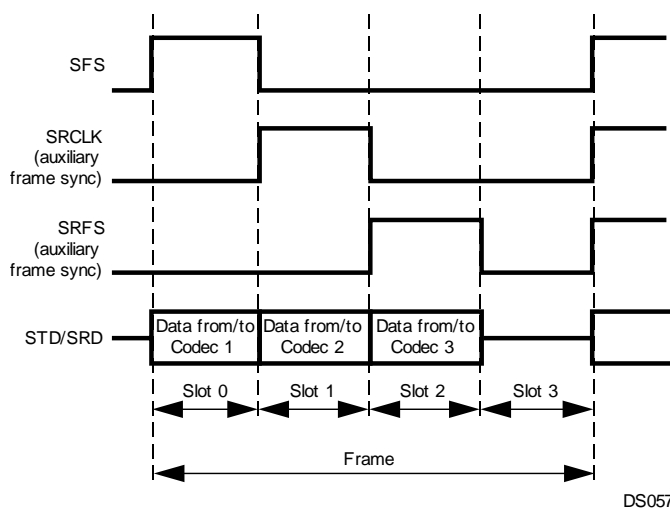 SFS
SRCLK
(auxiliary
frame sync)
SRFS
(auxiliary
frame sync)
STD/SRD
Data from/to
Codec 1
Data from/to
Codec 2
Data from/to
Codec 3
Slot 0
Slot 1
Slot 2
Slot 3
Frame
DS057